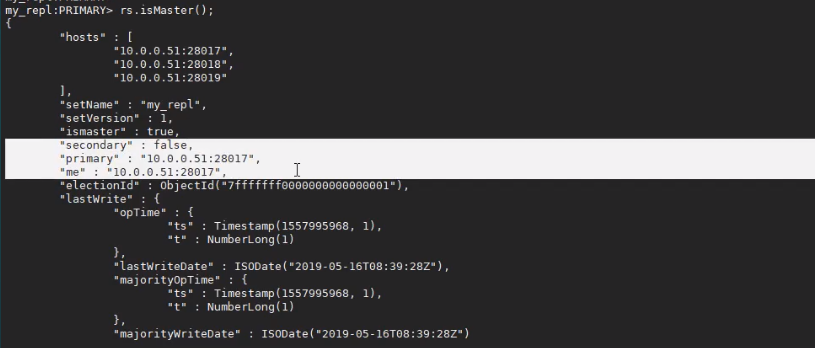 my_repl:PRIMARY> rs.isMaster();
{
        "hosts" : [
                "10.0.0.51:28017",
                "10.0.0.51:28018",
                "10.0.0.51:28019"
        ],
        "setName" : "my_repl",
        "setVersion" : 1,
        "ismaster" : true,
        "secondary" : false,
        "primary" : "10.0.0.51:28017",
        "me" : "10.0.0.51:28017",
        "electionId" : ObjectId("7fffffff0000000000000001"),
        "lastWrite" : {
                "opTime" : {
                        "ts" : Timestamp(1557995968, 1),
                        "t" : NumberLong(1)
                },
                "lastWriteDate" : ISODate("2019-05-16T08:39:28Z"),
                "majorityOpTime" : {
                        "ts" : Timestamp(1557995968, 1),
                        "t" : NumberLong(1)
                },
                "majorityWriteDate" : ISODate("2019-05-16T08:39:28Z")